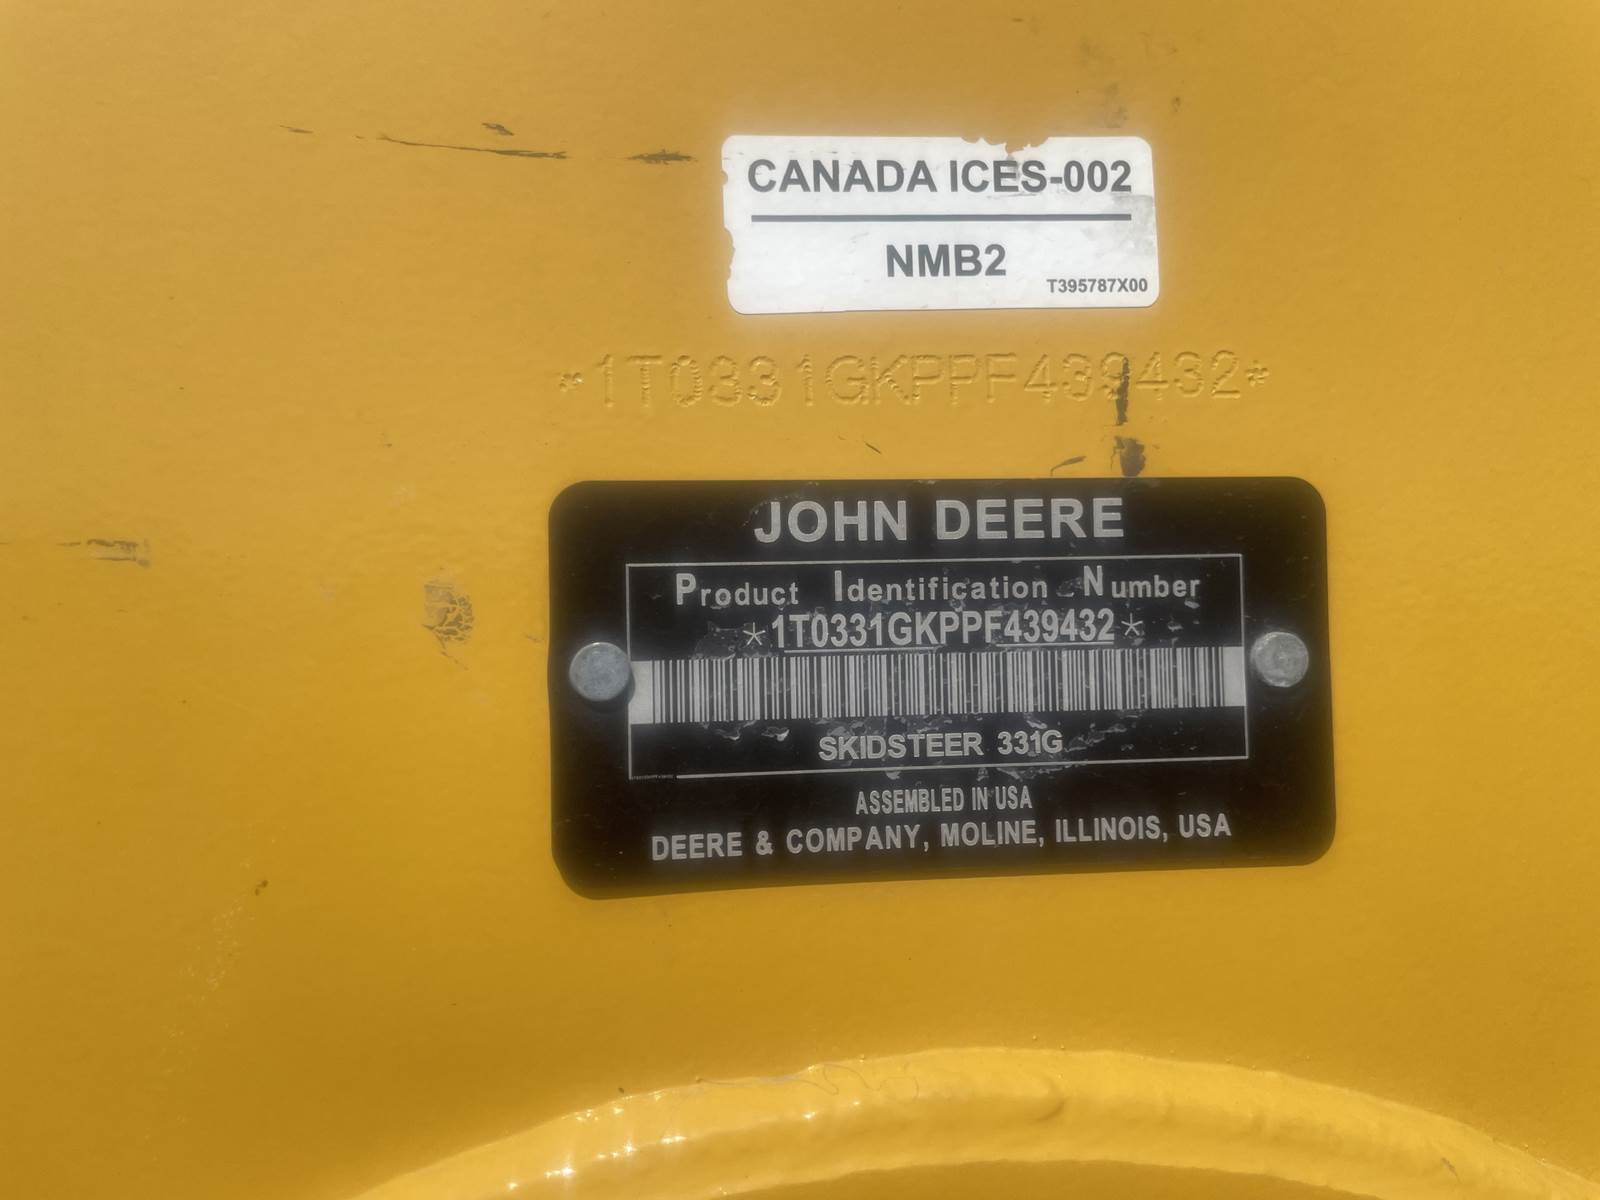 CANADA ICES-002
NMB2
T395787X00
*1T0331GKPPF439432*
JOHN DEERE
Product Identification Number
*1T0331GKPPF439432*
SKIDSTEER 331G
ASSEMBLED IN USA
DEERE & COMPANY, MOLINE, ILLINOIS, USA